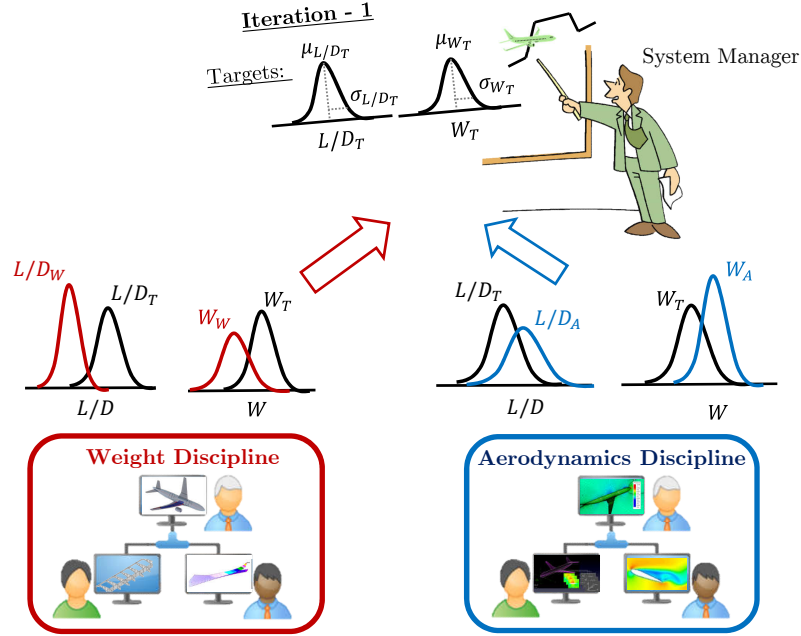 Iteration - 1
Targets:
μ_{L/D_T}
σ_{L/D_T}
L/D_T
μ_{W_T}
σ_{W_T}
W_T
System Manager
L/D_W
L/D_T
L/D
W_W
W_T
W
L/D_T
L/D_A
L/D
W_T
W_A
W
Weight Discipline
Aerodynamics Discipline